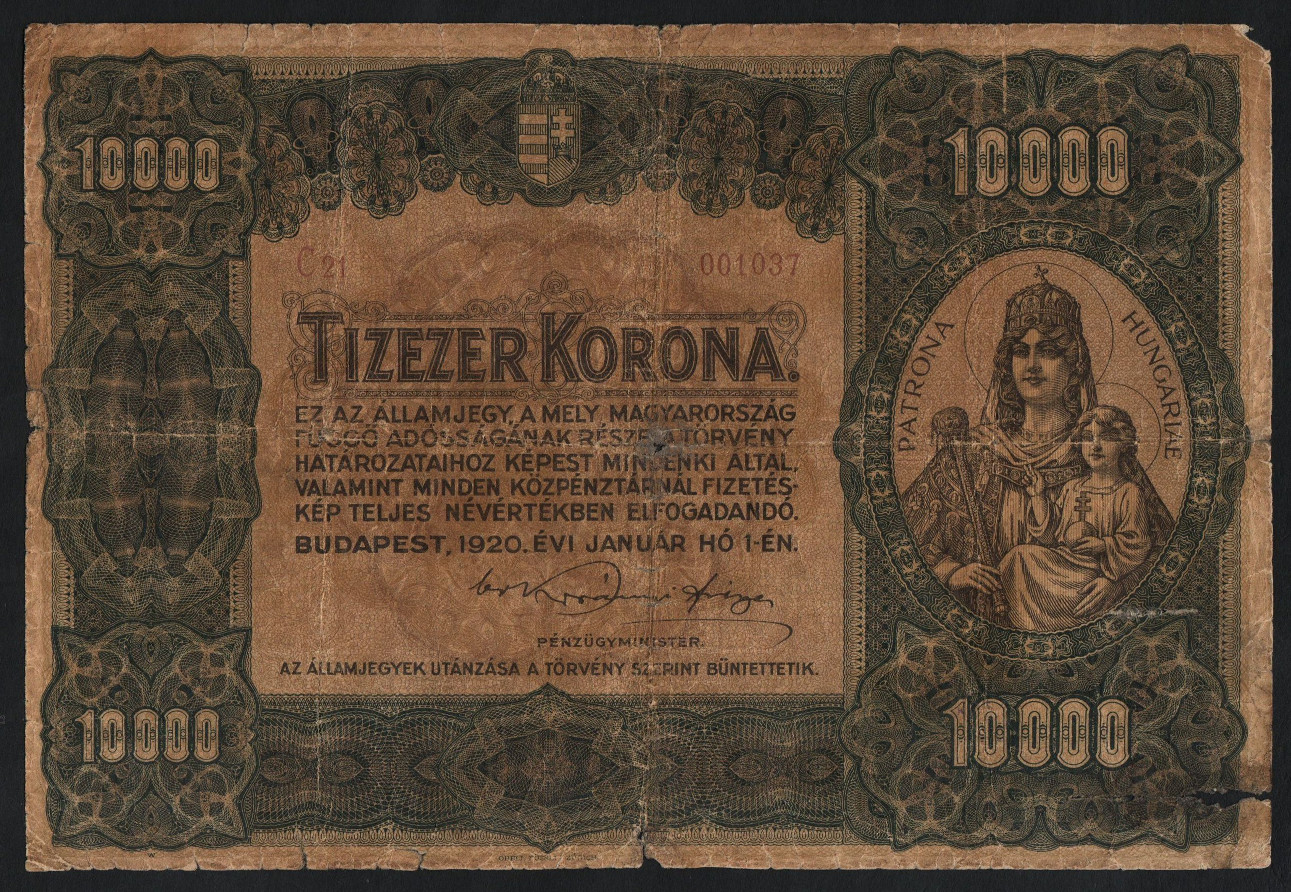 10000
10000
C21
001037
PATRONA
HUNGARIAE
TIZEZER KORONA.
EZ AZ ÁLLAMJEGY, A MELY MAGYARORSZÁG
FÜGGŐ ADÓSSÁGÁNAK RÉSZE, A TÖRVÉNY
HATÁROZATAIHOZ KÉPEST MINDENKI ÁLTAL,
VALAMINT MINDEN KÖZPÉNZTÁRNÁL FIZETÉS-
KÉP TELJES NÉVÉRTÉKBEN ELFOGADANDÓ.
BUDAPEST, 1920. ÉVI JANUÁR HÓ 1-ÉN.
PÉNZÜGYMINISTER.
AZ ÁLLAMJEGYEK UTÁNZÁSA A TÖRVÉNY SZERINT BÜNTETTETIK.
10000
10000